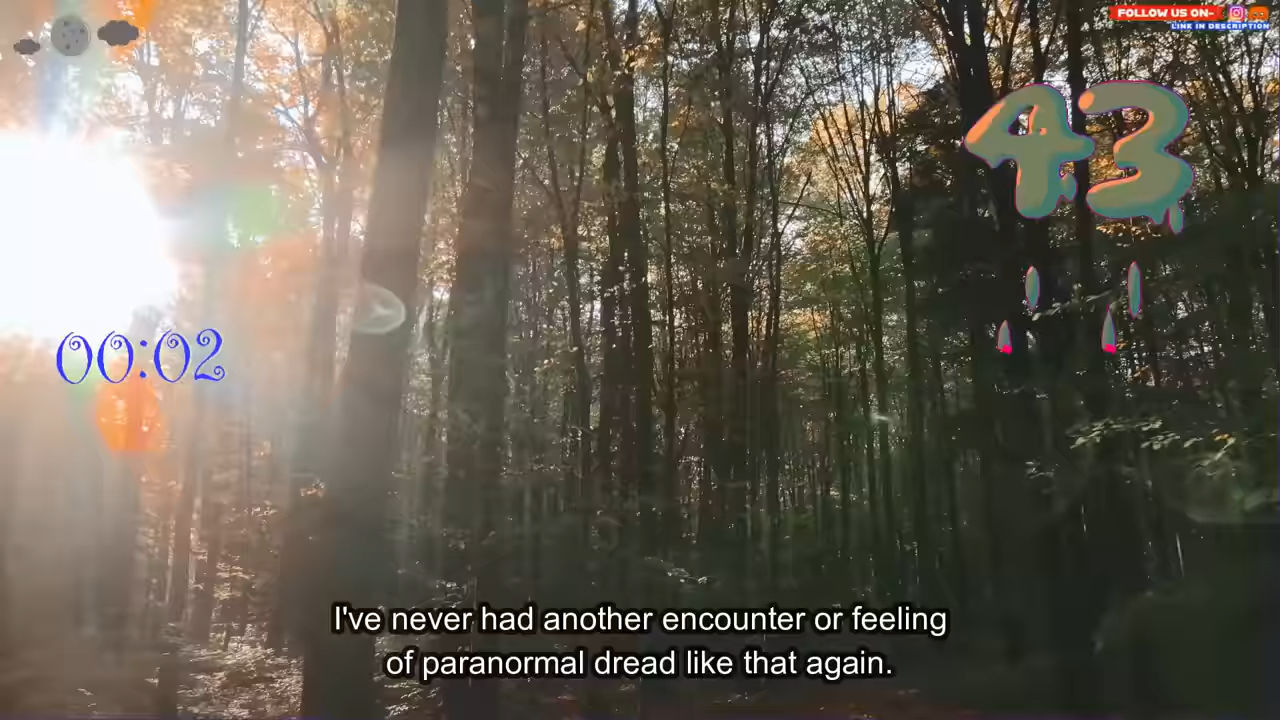 FOLLOW US ON-
LINK IN DESCRIPTION
43
00:02
I've never had another encounter or feeling
of paranormal dread like that again.